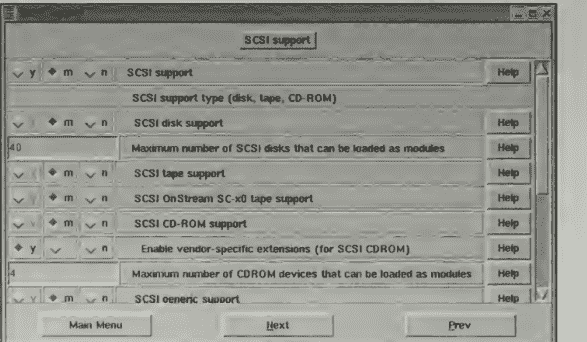 SCSI support
y m n SCSI support Help
SCSI support type (disk, tape, CD-ROM)
m n SCSI disk support Help
40 Maximum number of SCSI disks that can be loaded as modules Help
m n SCSI tape support Help
m n SCSI OnStream SC-x0 tape support Help
m n SCSI CD-ROM support Help
y n Enable vendor-specific extensions (for SCSI CDROM) Help
4 Maximum number of CDROM devices that can be loaded as modules Help
y m n SCSI generic support Help
Main Menu Next Prev